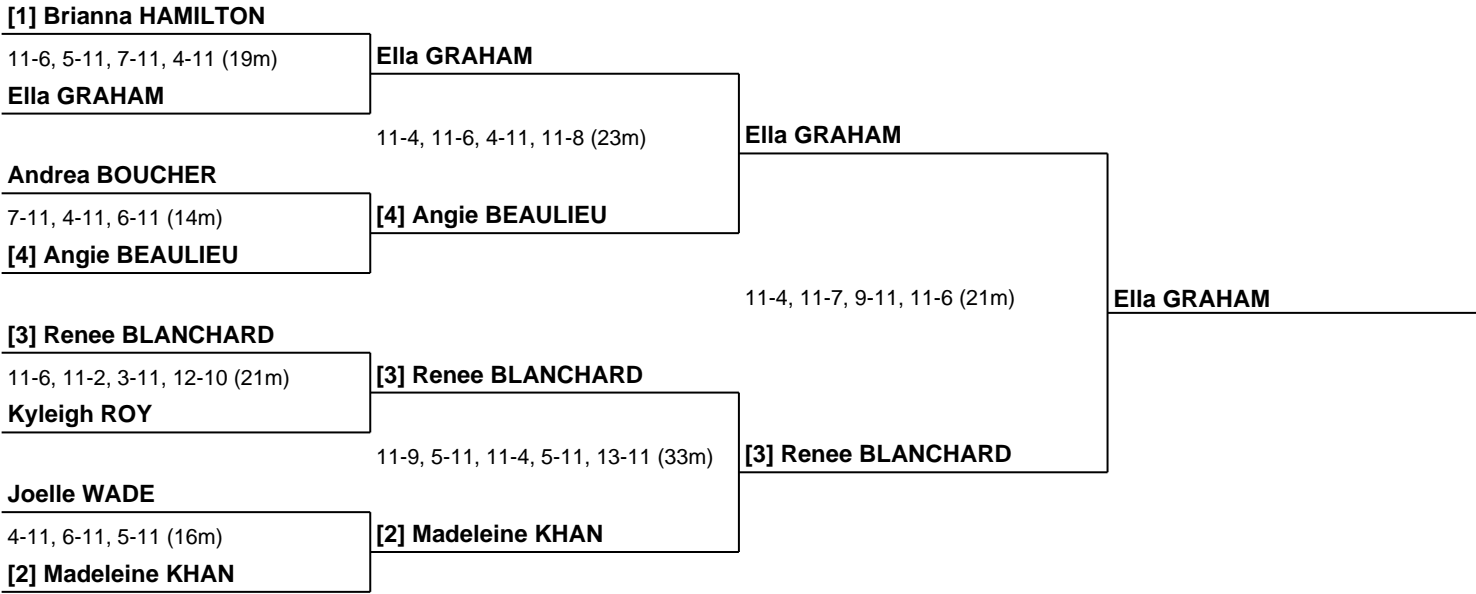 [1] Brianna HAMILTON
11-6, 5-11, 7-11, 4-11 (19m)
Ella GRAHAM
Ella GRAHAM
11-4, 11-6, 4-11, 11-8 (23m)
Ella GRAHAM
Andrea BOUCHER
7-11, 4-11, 6-11 (14m)
[4] Angie BEAULIEU
[4] Angie BEAULIEU
11-4, 11-7, 9-11, 11-6 (21m)
Ella GRAHAM
[3] Renee BLANCHARD
11-6, 11-2, 3-11, 12-10 (21m)
[3] Renee BLANCHARD
Kyleigh ROY
11-9, 5-11, 11-4, 5-11, 13-11 (33m)
[3] Renee BLANCHARD
Joelle WADE
4-11, 6-11, 5-11 (16m)
[2] Madeleine KHAN
[2] Madeleine KHAN